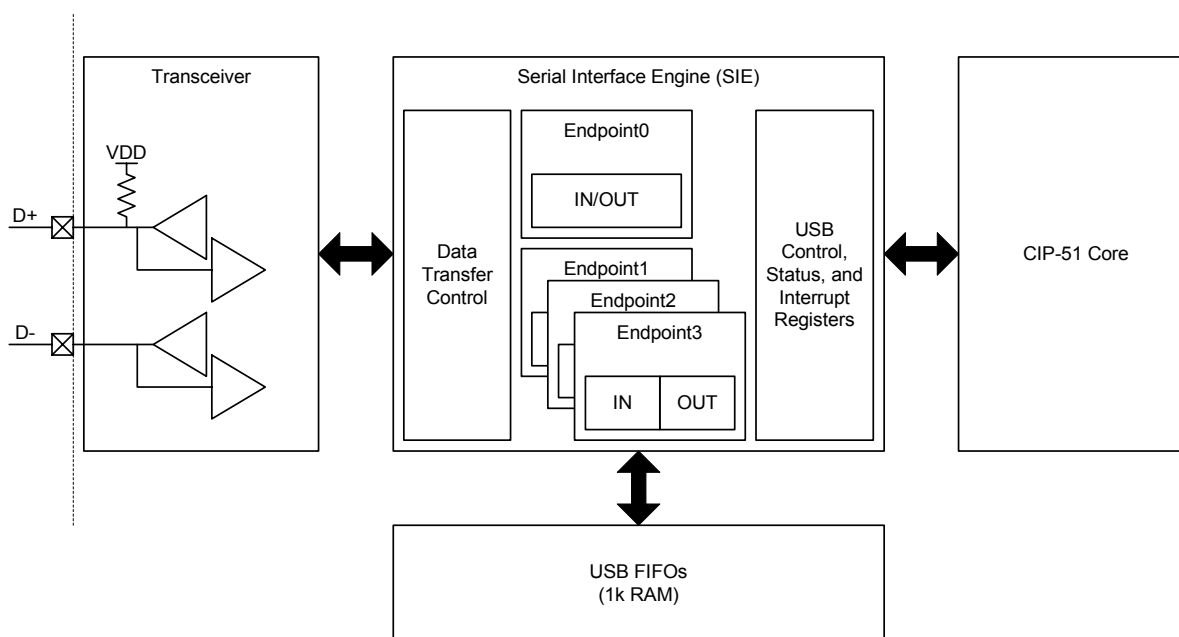 Transceiver
VDD
D+
D-
Serial Interface Engine (SIE)
Data
Transfer
Control
Endpoint0
IN/OUT
Endpoint1
Endpoint2
Endpoint3
IN
OUT
USB
Control,
Status, and
Interrupt
Registers
CIP-51 Core
USB FIFOs
(1k RAM)